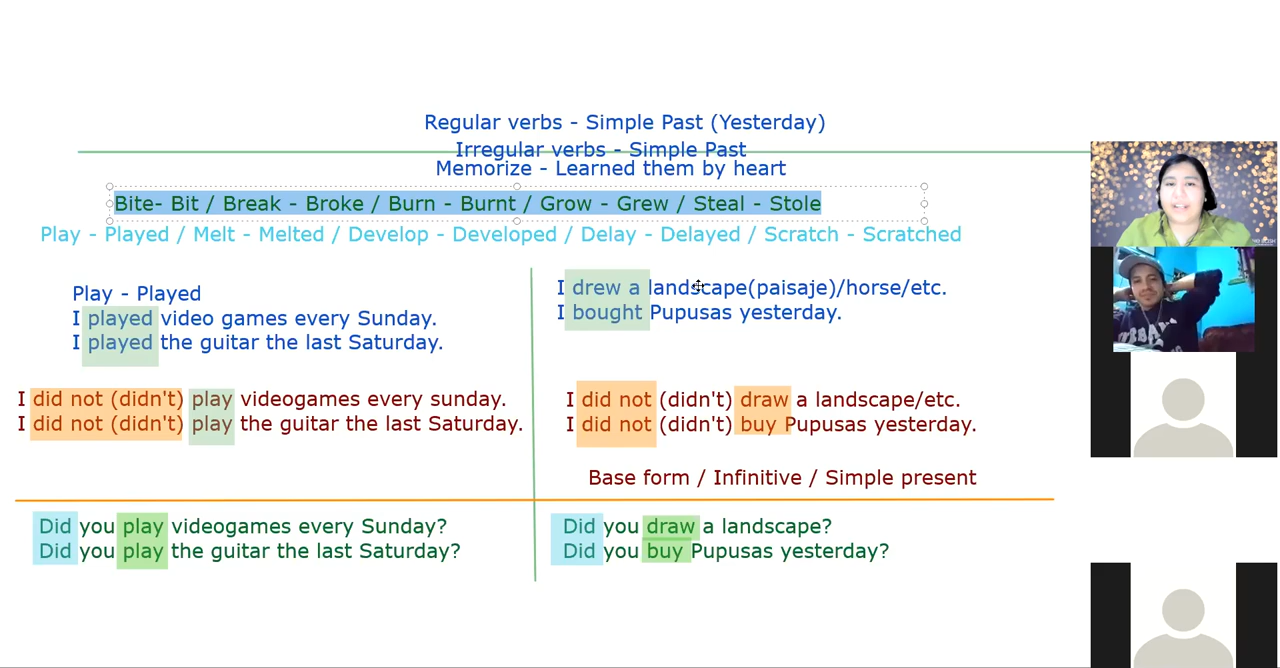 Regular verbs - Simple Past (Yesterday)
Irregular verbs - Simple Past
Memorize - Learned them by heart
Bite- Bit / Break - Broke / Burn - Burnt / Grow - Grew / Steal - Stole
Play - Played / Melt - Melted / Develop - Developed / Delay - Delayed / Scratch - Scratched
Play - Played
I played video games every Sunday.
I played the guitar the last Saturday.
I drew a landscape(paisaje)/horse/etc.
I bought Pupusas yesterday.
I did not (didn't) play videogames every sunday.
I did not (didn't) play the guitar the last Saturday.
I did not (didn't) draw a landscape/etc.
I did not (didn't) buy Pupusas yesterday.
Base form / Infinitive / Simple present
Did you play videogames every Sunday?
Did you play the guitar the last Saturday?
Did you draw a landscape?
Did you buy Pupusas yesterday?